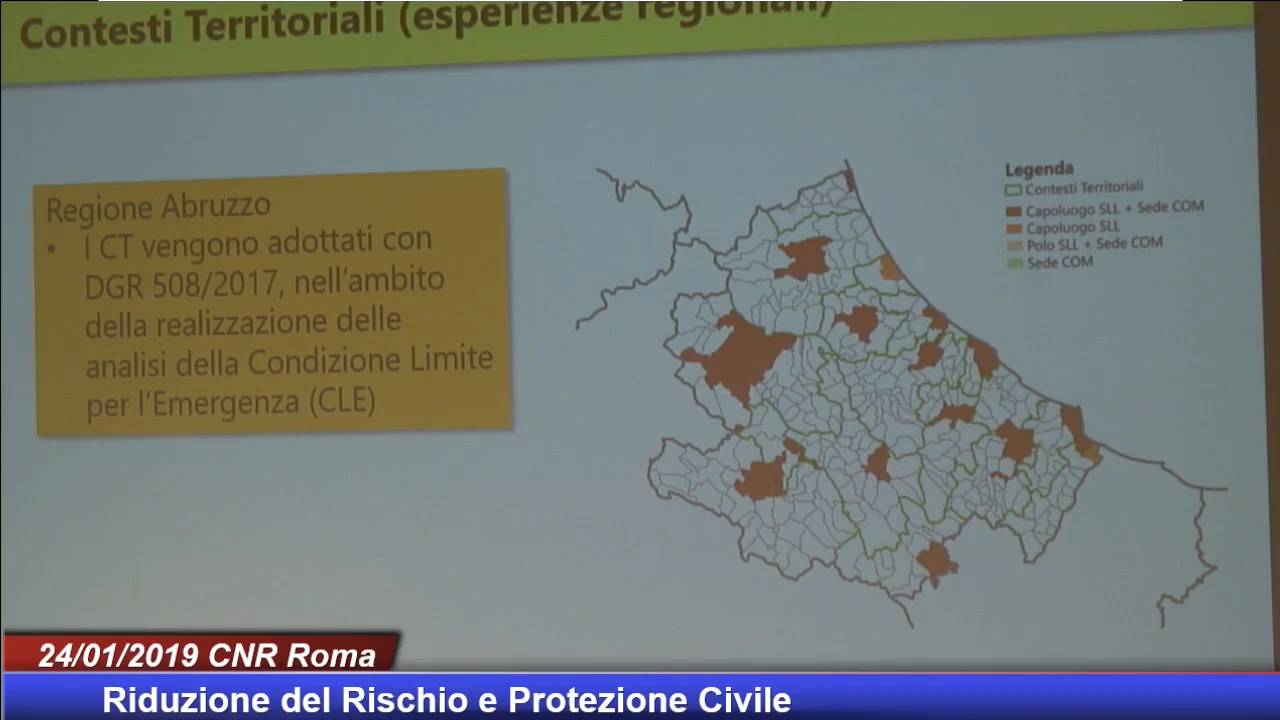 Contesti Territoriali (esperienze regionali)
Regione Abruzzo
• I CT vengono adottati con
DGR 508/2017, nell'ambito
della realizzazione delle
analisi della Condizione Limite
per l'Emergenza (CLE)
Legenda
Contesti Territoriali
Capoluogo SLL + Sede COM
Capoluogo SLL
Polo SLL + Sede COM
Sede COM
24/01/2019 CNR Roma
Riduzione del Rischio e Protezione Civile